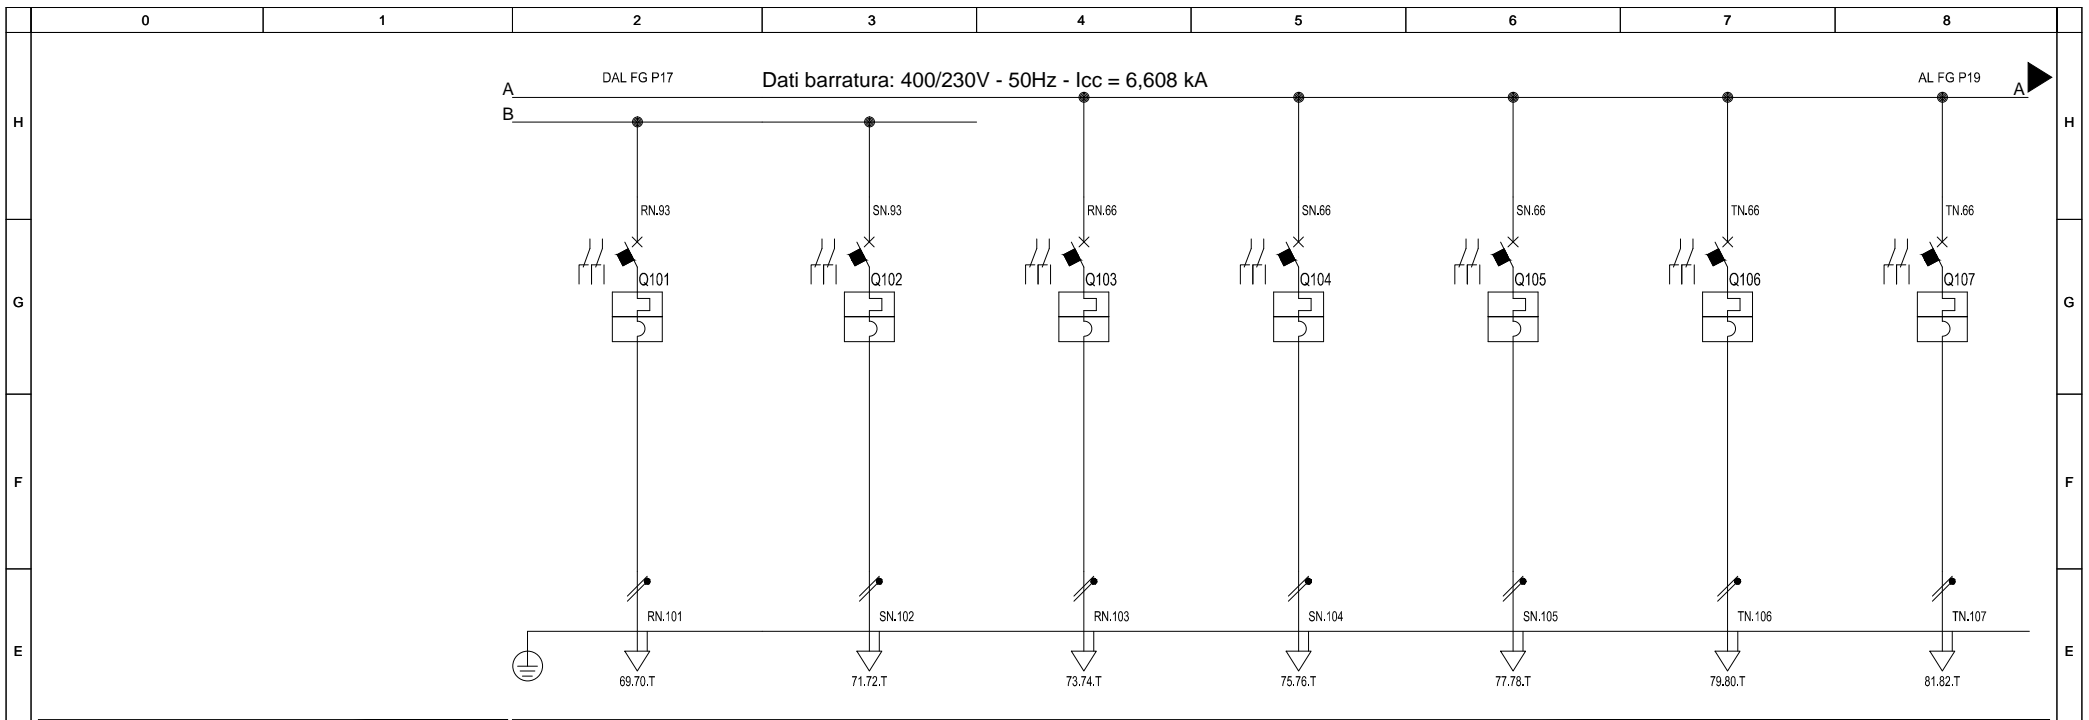 0 1 2 3 4 5 6 7 8
DAL FG P17 Dati barratura: 400/230V - 50Hz - Icc = 6,608 kA AL FG P19
A A
B
H H
RN.93 SN.93 RN.66 SN.66 SN.66 TN.66 TN.66
Q101 Q102 Q103 Q104 Q105 Q106 Q107
G G
F F
RN.101 SN.102 RN.103 SN.104 SN.105 TN.106 TN.107
E E
69.70.T 71.72.T 73.74.T 75.76.T 77.78.T 79.80.T 81.82.T